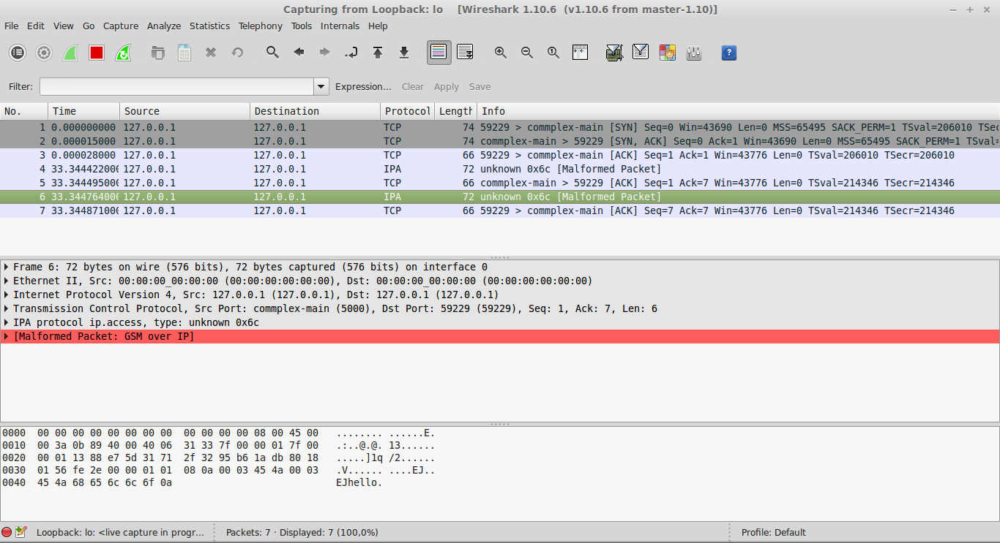 Capturing from Loopback: lo [Wireshark 1.10.6 (v1.10.6 from master-1.10)]
File Edit View Go Capture Analyze Statistics Telephony Tools Internals Help
Filter: Expression... Clear Apply Save
No. Time Source Destination Protocol Length Info
1 0.000000000 127.0.0.1 127.0.0.1 TCP 74 59229 > commplex-main [SYN] Seq=0 Win=43690 Len=0 MSS=65495 SACK_PERM=1 TSval=206010 TSec
2 0.000015000 127.0.0.1 127.0.0.1 TCP 74 commplex-main > 59229 [SYN, ACK] Seq=0 Ack=1 Win=43690 Len=0 MSS=65495 SACK_PERM=1 TSval=
3 0.000028000 127.0.0.1 127.0.0.1 TCP 66 59229 > commplex-main [ACK] Seq=1 Ack=1 Win=43776 Len=0 TSval=206010 TSecr=206010
4 33.344422000 127.0.0.1 127.0.0.1 IPA 72 unknown 0x6c [Malformed Packet]
5 33.344495000 127.0.0.1 127.0.0.1 TCP 66 commplex-main > 59229 [ACK] Seq=1 Ack=7 Win=43776 Len=0 TSval=214346 TSecr=214346
6 33.344764000 127.0.0.1 127.0.0.1 IPA 72 unknown 0x6c [Malformed Packet]
7 33.344871000 127.0.0.1 127.0.0.1 TCP 66 59229 > commplex-main [ACK] Seq=7 Ack=7 Win=43776 Len=0 TSval=214346 TSecr=214346
Frame 6: 72 bytes on wire (576 bits), 72 bytes captured (576 bits) on interface 0
Ethernet II, Src: 00:00:00_00:00:00 (00:00:00:00:00:00), Dst: 00:00:00_00:00:00 (00:00:00:00:00:00)
Internet Protocol Version 4, Src: 127.0.0.1 (127.0.0.1), Dst: 127.0.0.1 (127.0.0.1)
Transmission Control Protocol, Src Port: commplex-main (5000), Dst Port: 59229 (59229), Seq: 1, Ack: 7, Len: 6
IPA protocol ip.access, type: unknown 0x6c
[Malformed Packet: GSM over IP]
0000 00 00 00 00 00 00 00 00 00 00 00 00 08 00 45 00 ........ ......E.
0010 00 3a 0b 89 40 00 40 06 31 33 7f 00 00 01 7f 00 .:..@.@. 13......
0020 00 01 13 88 e7 5d 31 71 2f 32 95 b6 1a db 80 18 .....]1q /2......
0030 01 56 fe 2e 00 00 01 01 08 0a 00 03 45 4a 00 03 .V...... ....EJ..
0040 45 4a 68 65 6c 6c 6f 0a EJhello.
Loopback: lo: <live capture in progr... Packets: 7 · Displayed: 7 (100,0%) Profile: Default